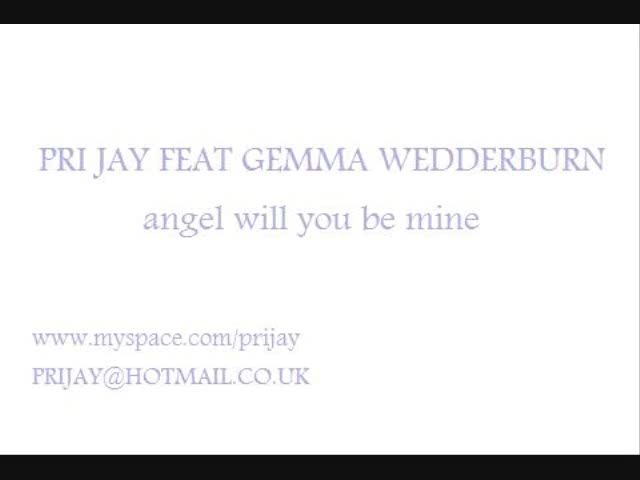 PRI JAY FEAT GEMMA WEDDERBURN
angel will you be mine
www.myspace.com/prijay
PRIJAY@HOTMAIL.CO.UK